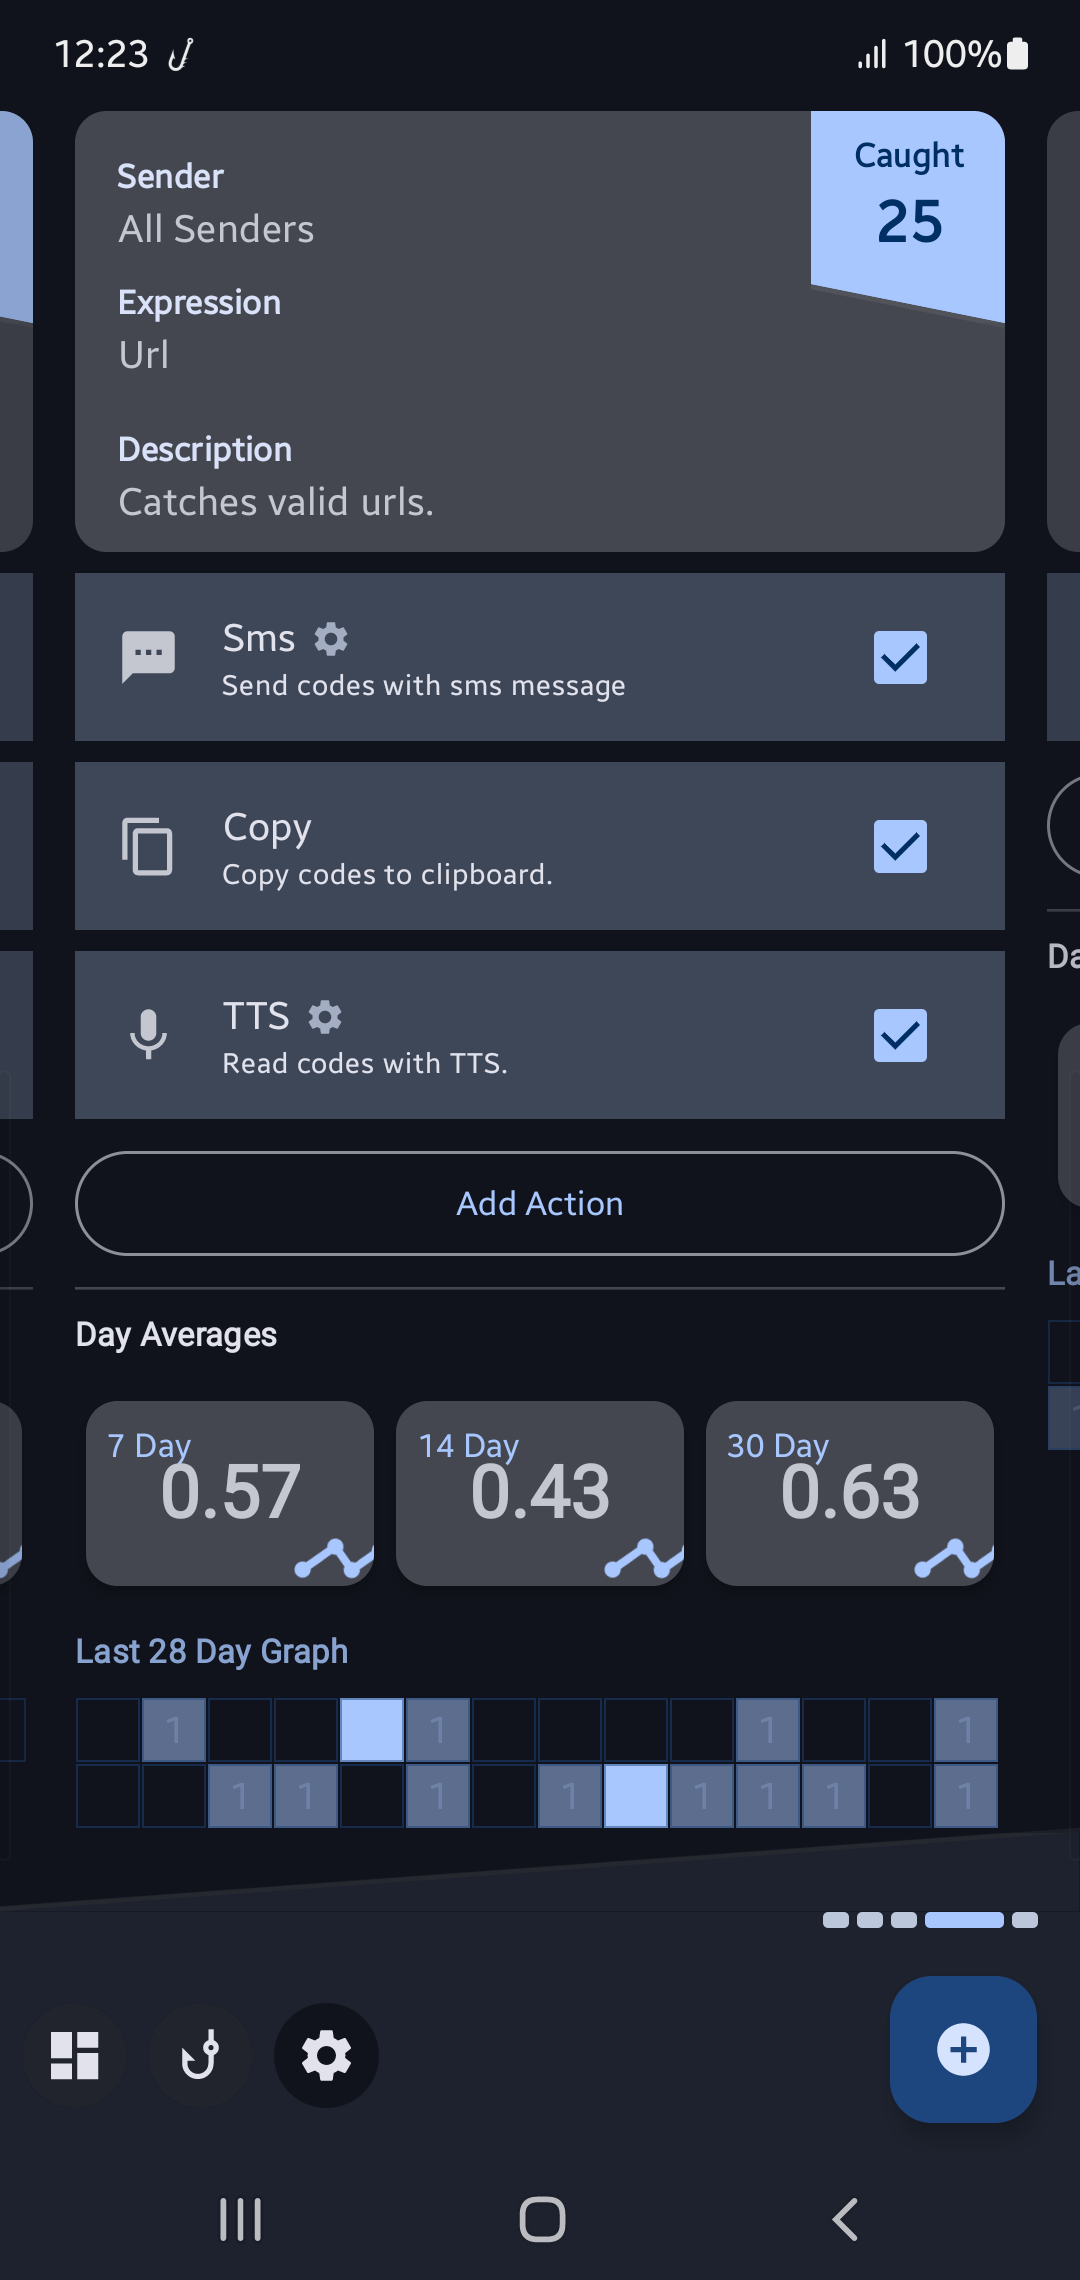 12:23 100%
Sender
All Senders
Caught
25
Expression
Url
Description
Catches valid urls.
Sms
Send codes with sms message
Copy
Copy codes to clipboard.
TTS
Read codes with TTS.
Add Action
Day Averages
Da
7 Day
0.57
14 Day
0.43
30 Day
0.63
La
Last 28 Day Graph
1 1 1 1
1 1 1 1 1 1 1 1